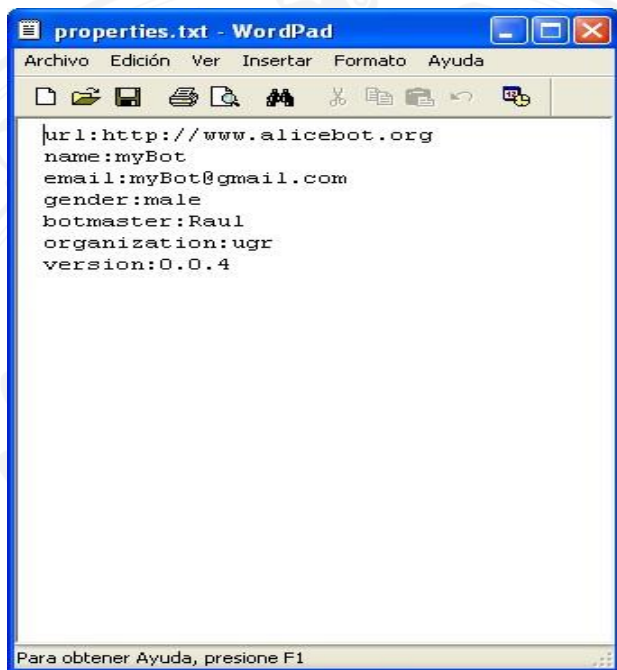 properties.txt - WordPad
Archivo Edición Ver Insertar Formato Ayuda
url:http://www.alicebot.org
name:myBot
email:myBot@gmail.com
gender:male
botmaster:Raul
organization:ugr
version:0.0.4
Para obtener Ayuda, presione F1